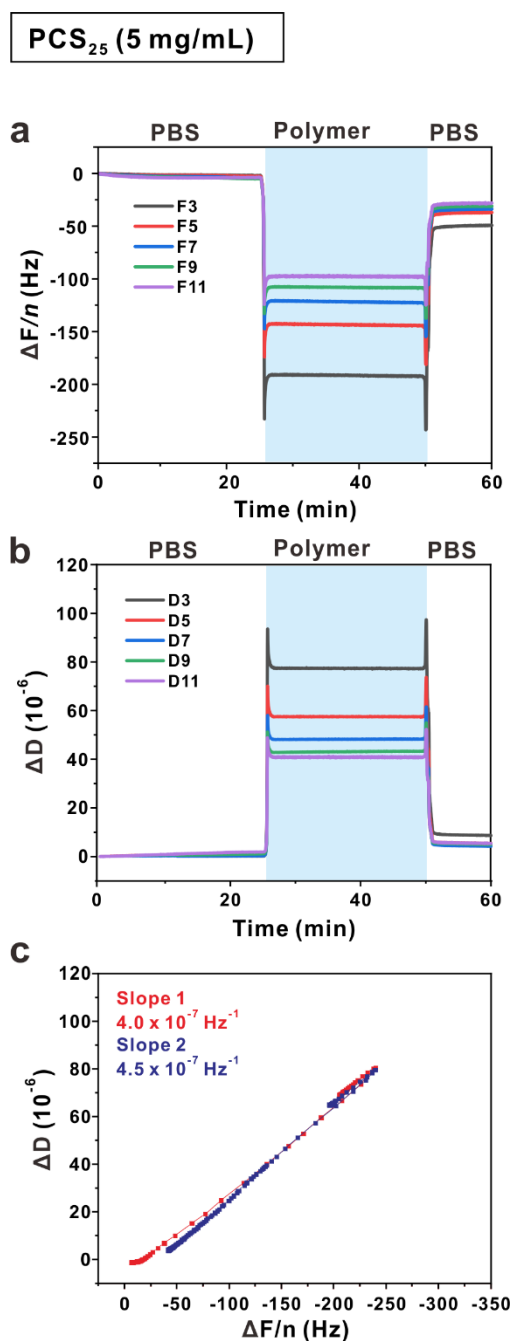 PCS25 (5 mg/mL)
a
PBS Polymer PBS
0
-50
-100
-150
-200
-250
F3
F5
F7
F9
F11
ΔF/n (Hz)
0 20 40 60
Time (min)
b
PBS Polymer PBS
120
100
80
60
40
20
0
D3
D5
D7
D9
D11
ΔD (10-6)
0 20 40 60
Time (min)
c
120
100
80
60
40
20
0
Slope 1
4.0 x 10-7 Hz-1
Slope 2
4.5 x 10-7 Hz-1
ΔD (10-6)
0 -50 -100 -150 -200 -250 -300 -350
ΔF/n (Hz)